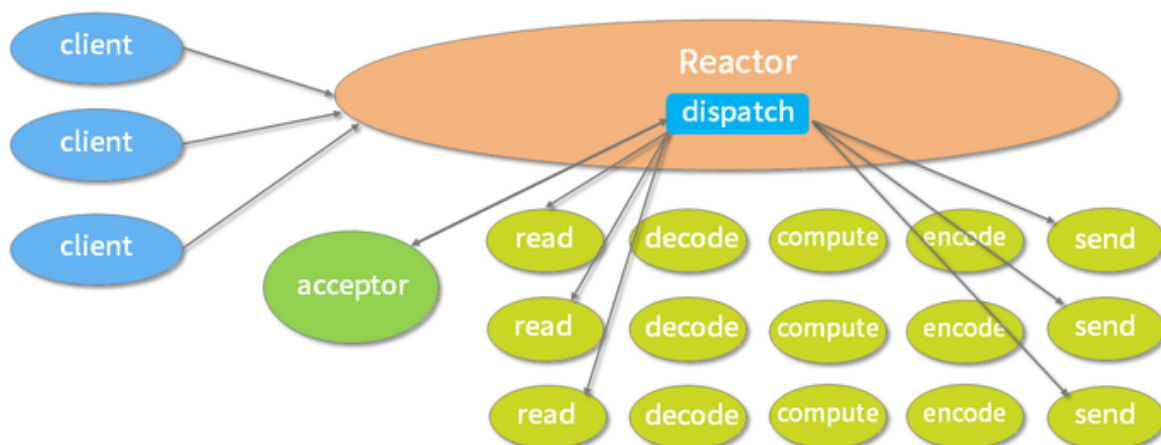 client
Reactor
client
dispatch
client
acceptor
read decode compute encode send
read decode compute encode send
read decode compute encode send